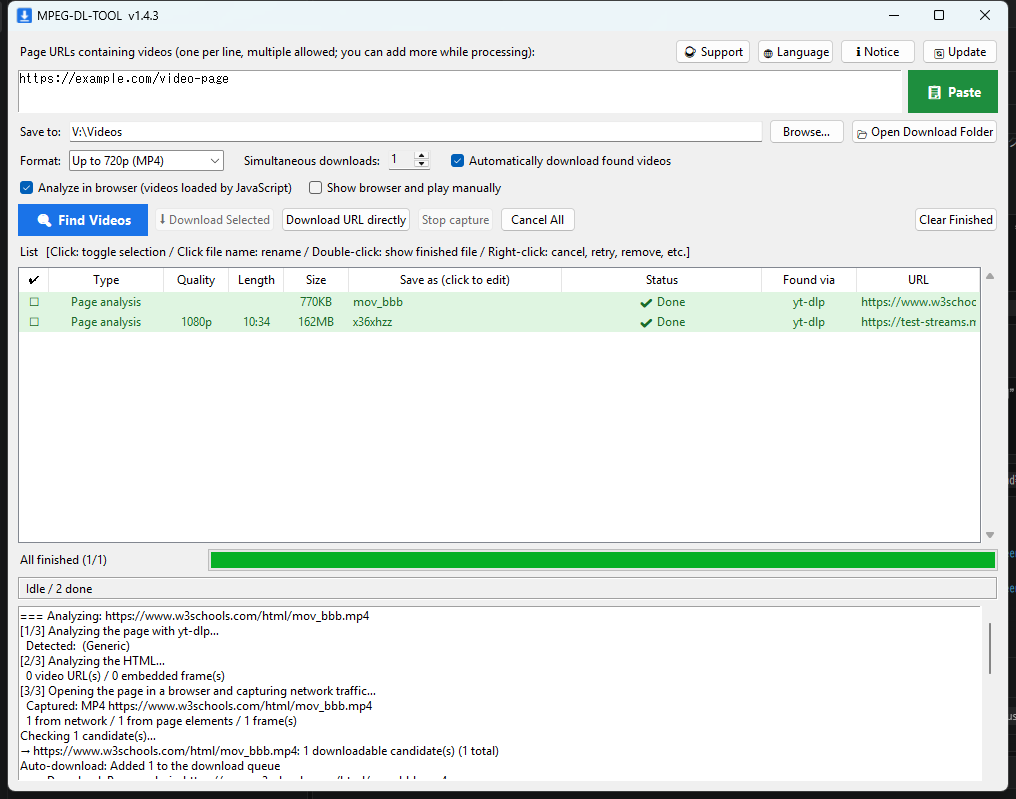 MPEG-DL-TOOL v1.4.3
Page URLs containing videos (one per line, multiple allowed; you can add more while processing):
Support
Language
Notice
Update
https://example.com/video-page
Paste
Save to: V:\Videos
Browse...
Open Download Folder
Format: Up to 720p (MP4)
Simultaneous downloads: 1
Automatically download found videos
Analyze in browser (videos loaded by JavaScript)
Show browser and play manually
Find Videos
Download Selected
Download URL directly
Stop capture
Cancel All
Clear Finished
List [Click: toggle selection / Click file name: rename / Double-click: show finished file / Right-click: cancel, retry, remove, etc.]
✔ Type Quality Length Size Save as (click to edit) Status Found via URL
☐ Page analysis 770KB mov_bbb ✔ Done yt-dlp https://www.w3schoc
☐ Page analysis 1080p 10:34 162MB x36xhzz ✔ Done yt-dlp https://test-streams.m
All finished (1/1)
Idle / 2 done
=== Analyzing: https://www.w3schools.com/html/mov_bbb.mp4
[1/3] Analyzing the page with yt-dlp...
Detected: (Generic)
[2/3] Analyzing the HTML...
0 video URL(s) / 0 embedded frame(s)
[3/3] Opening the page in a browser and capturing network traffic...
Captured: MP4 https://www.w3schools.com/html/mov_bbb.mp4
1 from network / 1 from page elements / 1 frame(s)
Checking 1 candidate(s)...
→ https://www.w3schools.com/html/mov_bbb.mp4: 1 downloadable candidate(s) (1 total)
Auto-download: Added 1 to the download queue